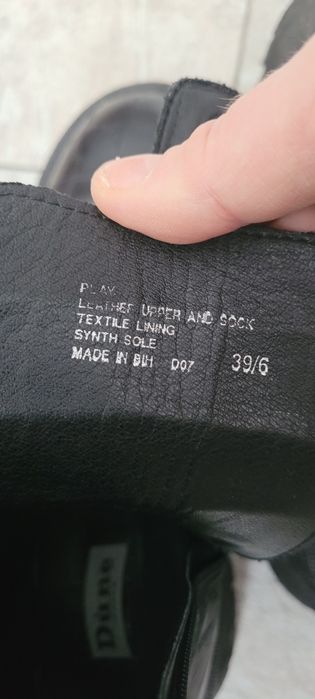 PLAY
LEATHER UPPER AND SOCK
TEXTILE LINING
SYNTH SOLE
MADE IN BIH D07 39/6
Dune